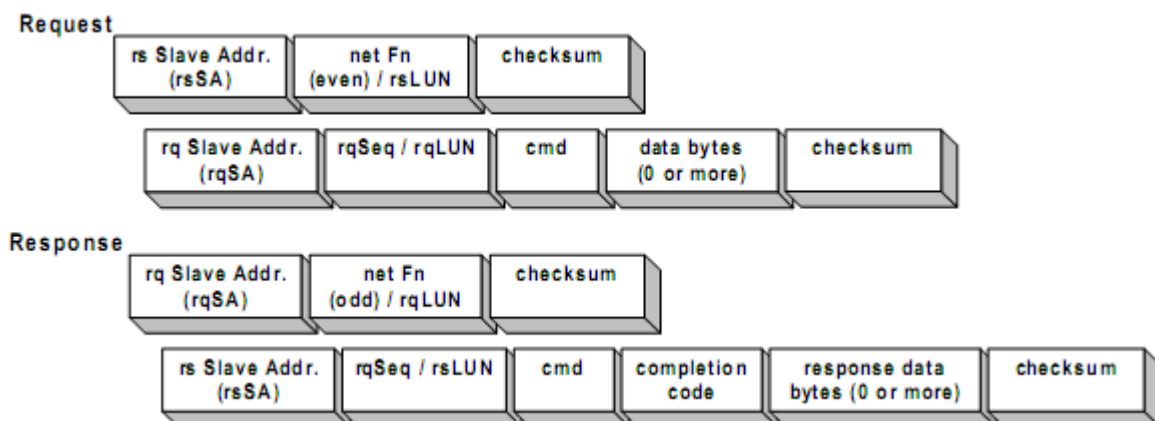 Request
rs Slave Addr. net Fn checksum
(rsSA) (even) / rsLUN
rq Slave Addr. rqSeq / rqLUN cmd data bytes checksum
(rqSA) (0 or more)
Response
rq Slave Addr. net Fn checksum
(rqSA) (odd) / rqLUN
rs Slave Addr. rqSeq / rsLUN cmd completion response data checksum
(rsSA) code bytes (0 or more)